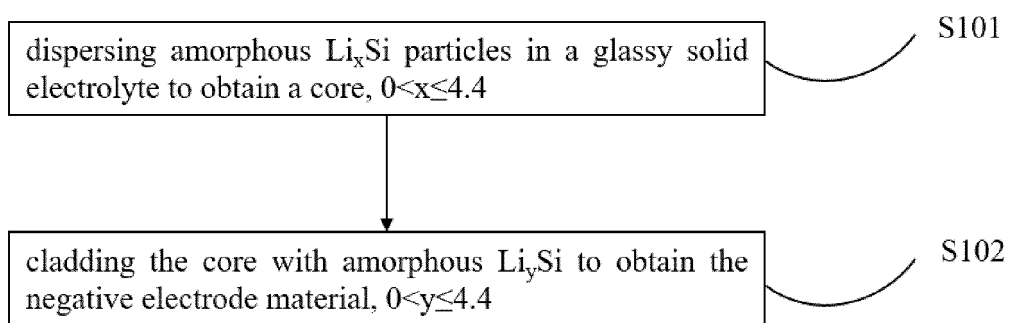 S101
dispersing amorphous LiₓSi particles in a glassy solid
electrolyte to obtain a core, 0<x≤4.4
S102
cladding the core with amorphous LiᵧSi to obtain the
negative electrode material, 0<y≤4.4